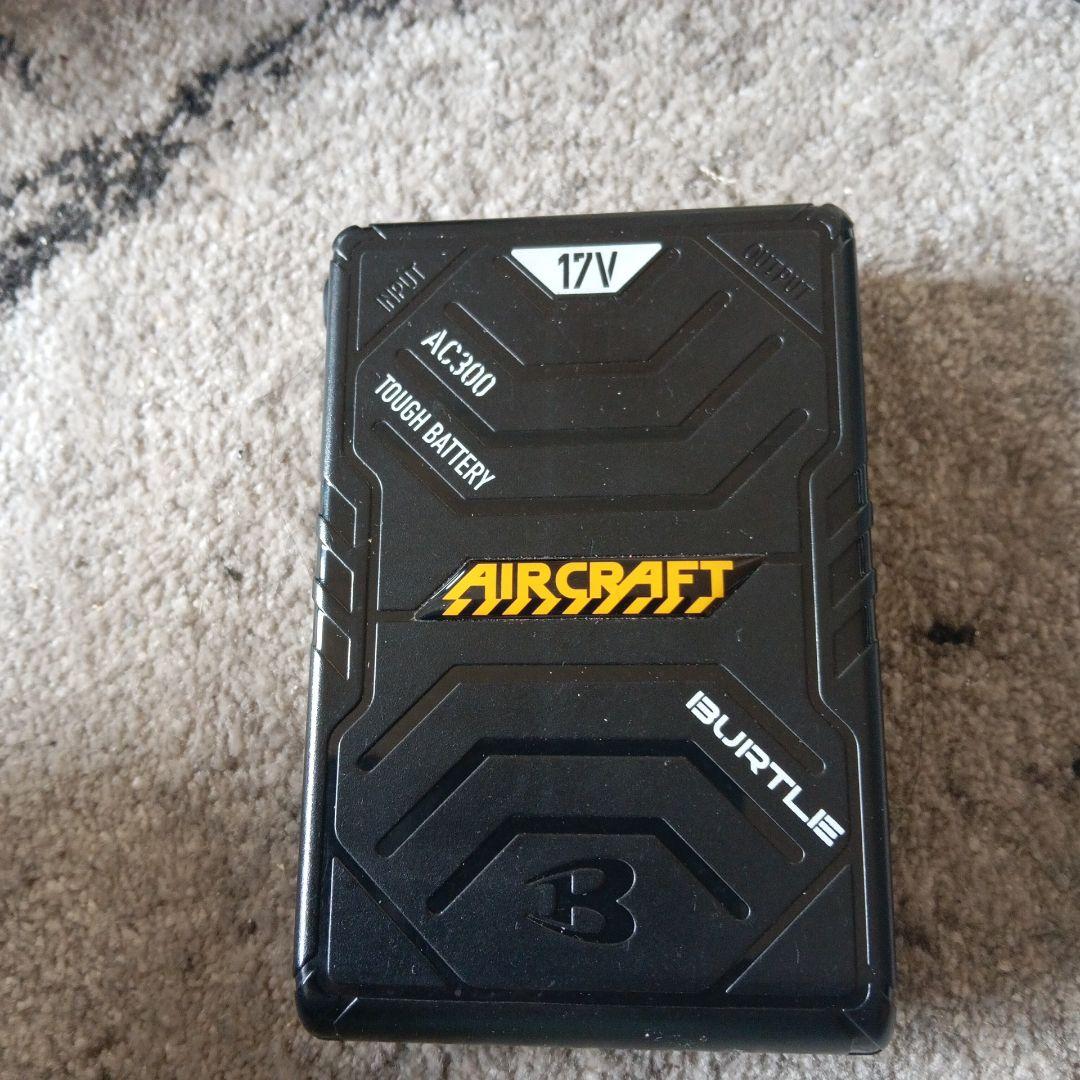 17V
INPUT
OUTPUT
AC300
TOUGH BATTERY
AIRCRAFT
BURTLE
B